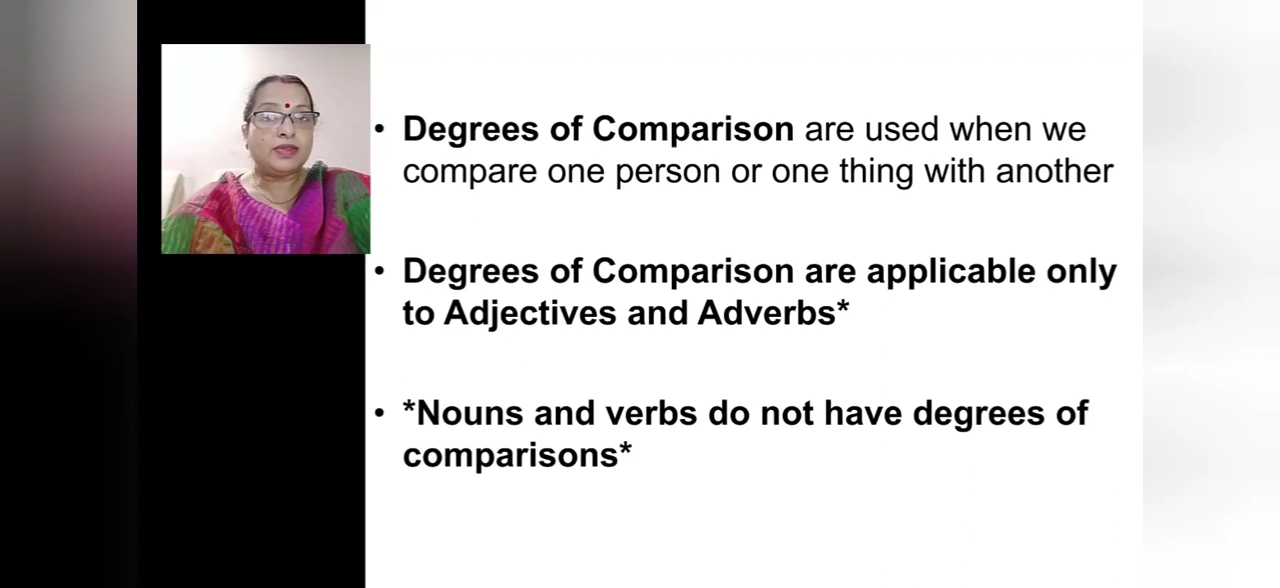 • Degrees of Comparison are used when we
compare one person or one thing with another
• Degrees of Comparison are applicable only
to Adjectives and Adverbs*
• *Nouns and verbs do not have degrees of
comparisons*